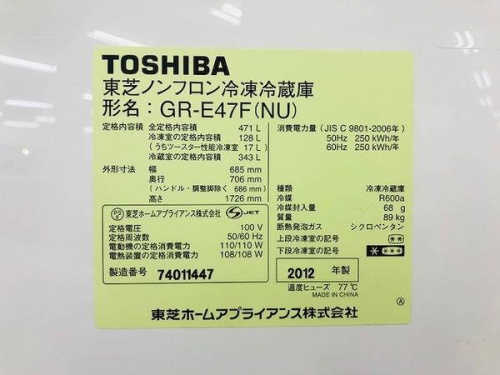 TOSHIBA
東芝ノンフロン冷凍冷蔵庫
形名：GR-E47F(NU)
定格内容積 全定格内容積 471 L
冷凍室の定格内容積 128 L
(うちツースター性能冷凍室 17 L)
冷蔵室の定格内容積 343 L
外形寸法 幅 685 mm
奥行 706 mm
(ハンドル・調整脚除く 686 mm)
高さ 1726 mm
消費電力量(JIS C 9801-2006年)
50Hz 250 kWh/年
60Hz 250 kWh/年
種類 冷凍冷蔵庫
冷媒 R600a
冷媒封入量 68 g
質量 89 kg
断熱発泡ガス シクロペンタン
上段冷凍室の記号
下段冷凍室の記号
PS E 東芝ホームアプライアンス株式会社 S JET
定格電圧 100 V
定格周波数 50/60 Hz
電動機の定格消費電力 110/110 W
電熱装置の定格消費電力 108/108 W
製造番号 74011447
2012 年製
温度ヒューズ 77℃
MADE IN CHINA
A
東芝ホームアプライアンス株式会社